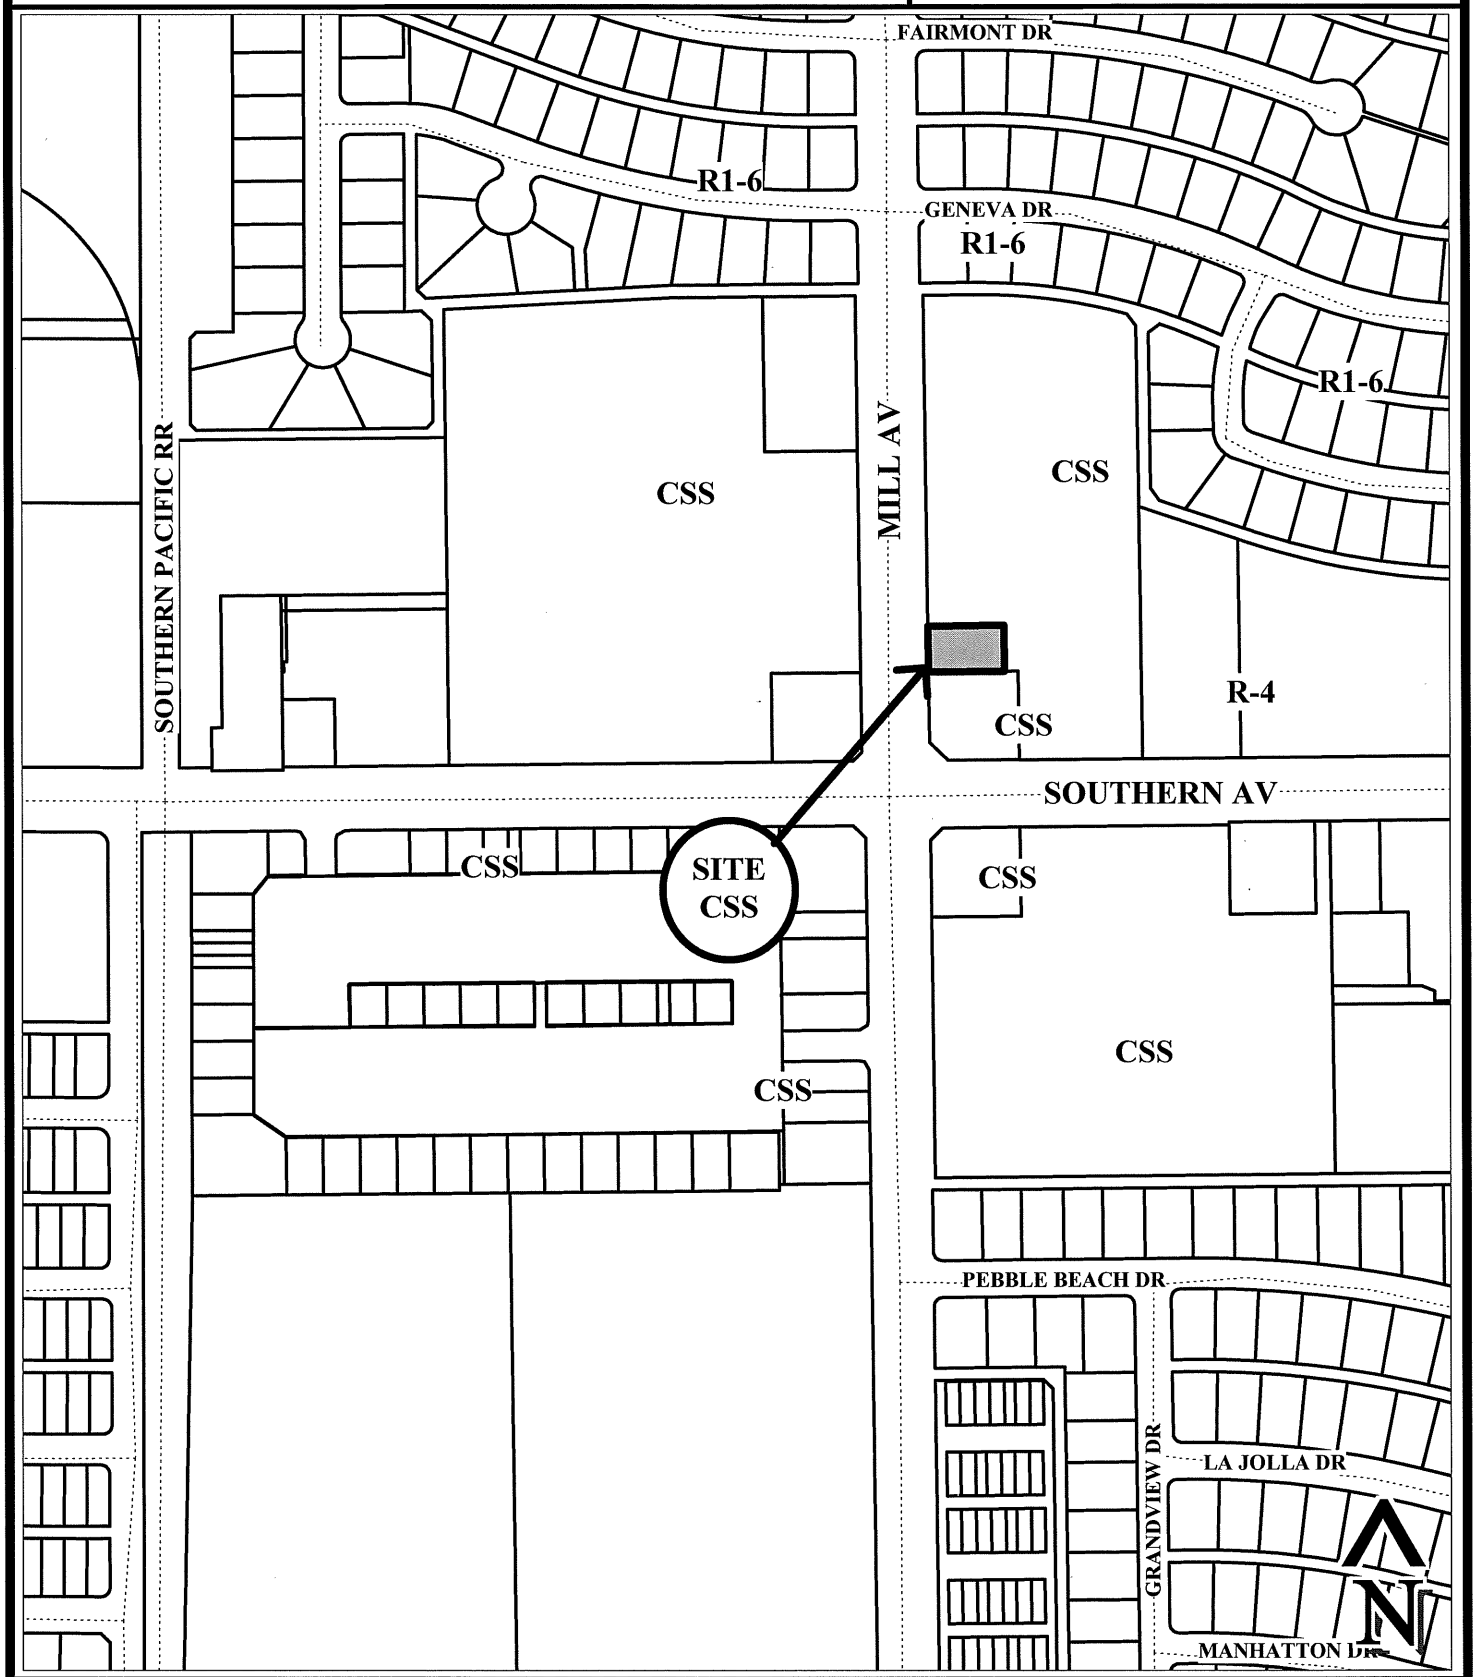 FAIRMONT DR
R1-6
GENEVA DR
R1-6
R1-6
MILL AV
SOUTHERN PACIFIC RR
CSS
CSS
R-4
CSS
SOUTHERN AV
CSS
SITE
CSS
CSS
CSS
CSS
PEBBLE BEACH DR
GRANDVIEW DR
LA JOLLA DR
N
MANHATTON DR